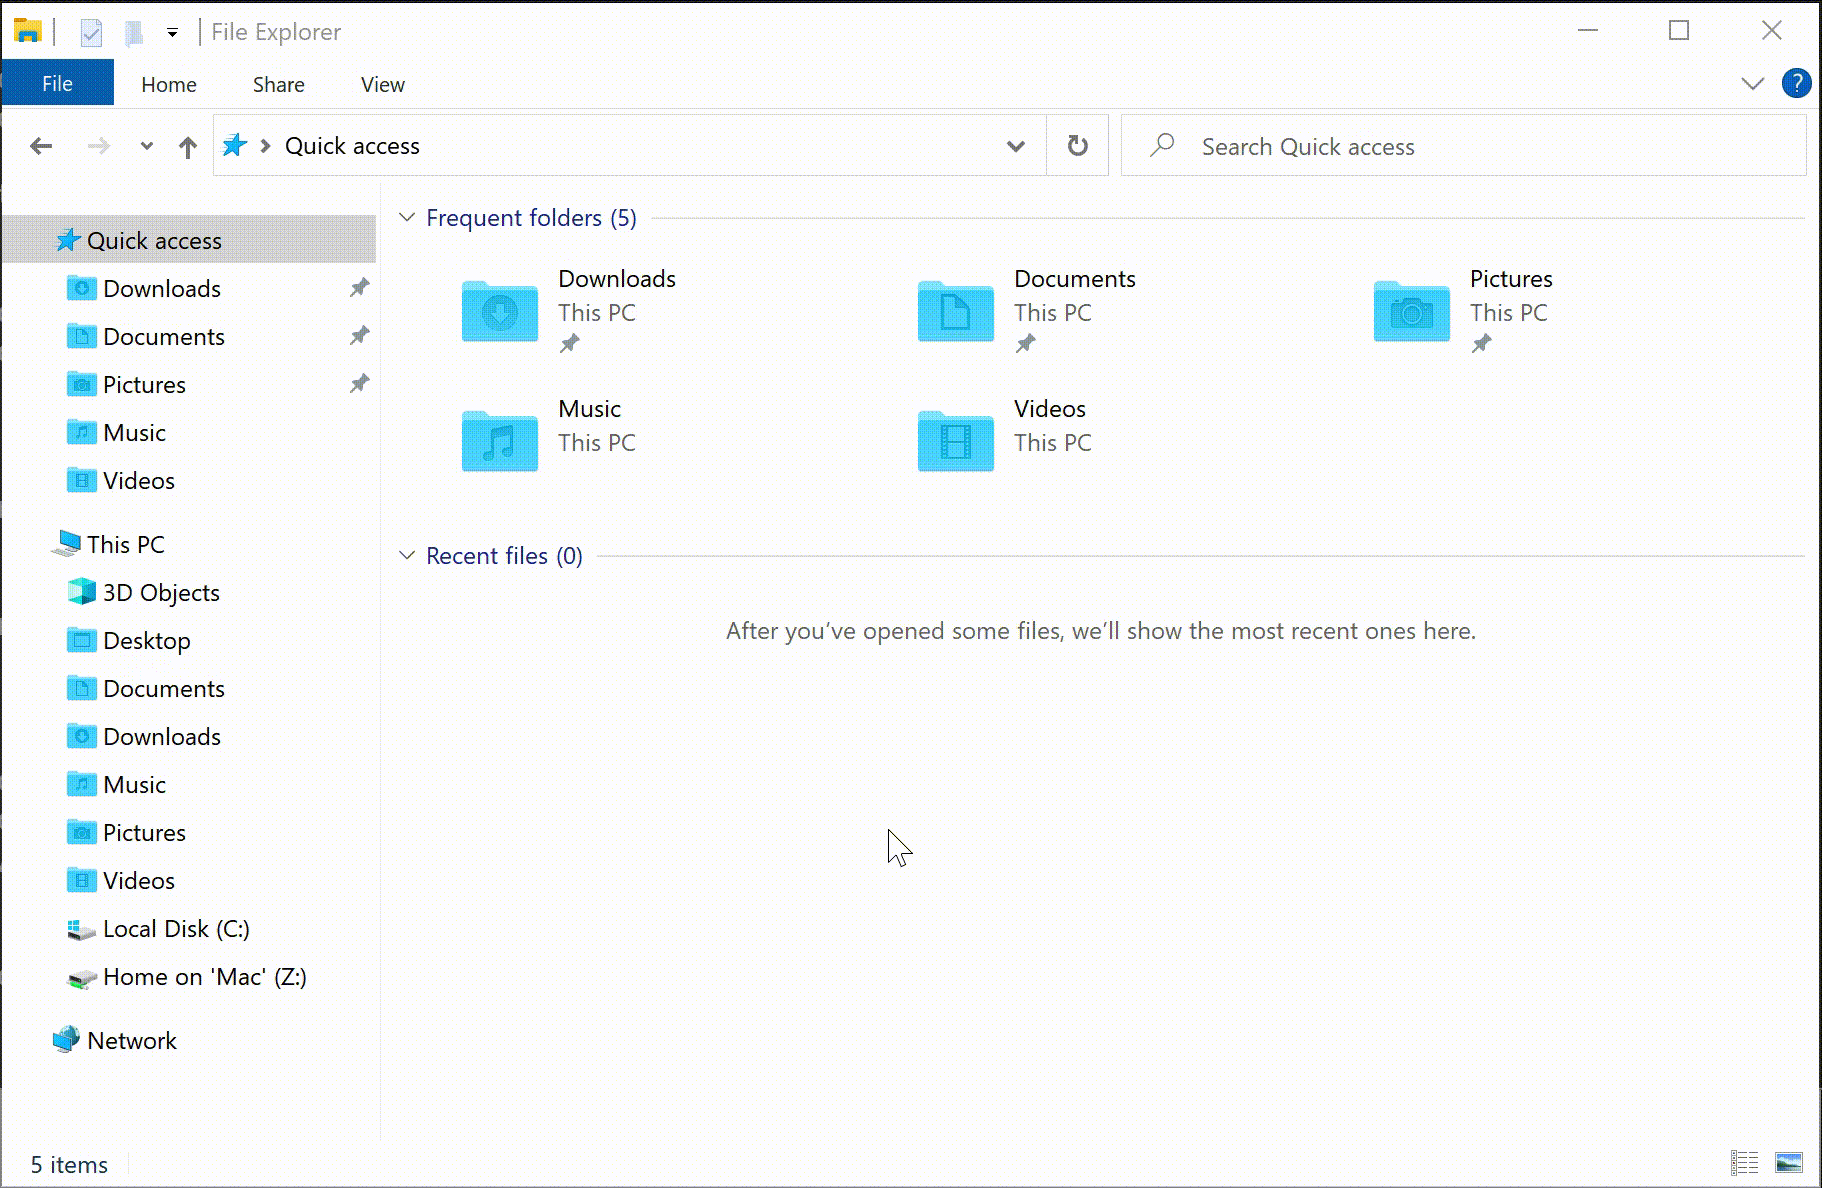 File Explorer
File Home Share View ?
Quick access
Search Quick access
Quick access
Downloads
Documents
Pictures
Music
Videos
This PC
3D Objects
Desktop
Documents
Downloads
Music
Pictures
Videos
Local Disk (C:)
Home on 'Mac' (Z:)
Network
Frequent folders (5)
Downloads
This PC
Documents
This PC
Pictures
This PC
Music
This PC
Videos
This PC
Recent files (0)
After you’ve opened some files, we’ll show the most recent ones here.
5 items